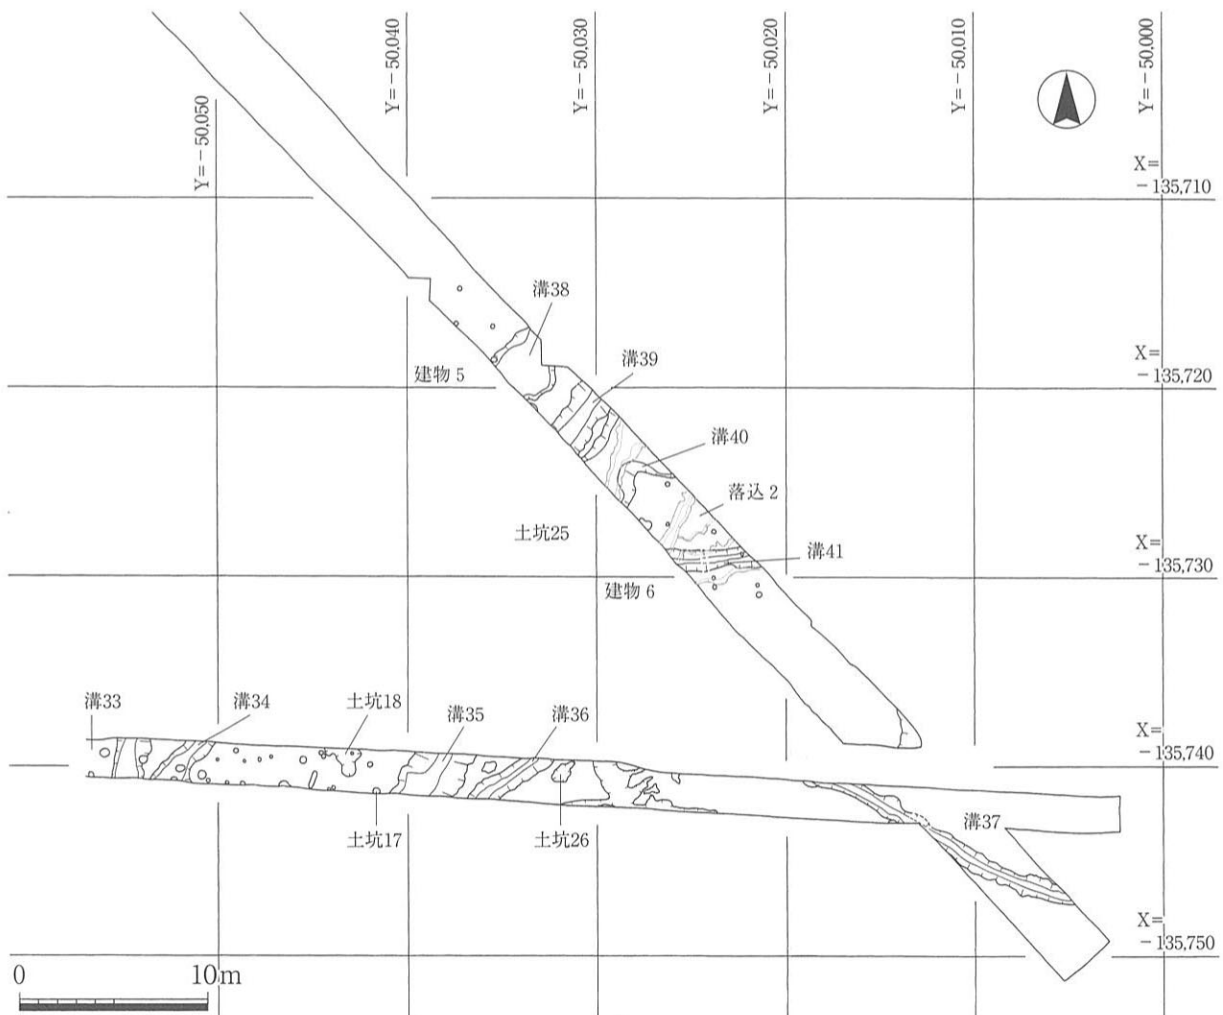 Y=－50,050
Y=－50,040
Y=－50,030
Y=－50,020
Y=－50,010
Y=－50,000
X=
－135,710
溝38
溝39
X=
－135,720
建物 5
溝40
落込 2
土坑25
溝41
X=
－135,730
建物 6
溝33
溝34
土坑18
溝35
溝36
X=
－135,740
溝37
土坑17
土坑26
X=
－135,750
0
10m